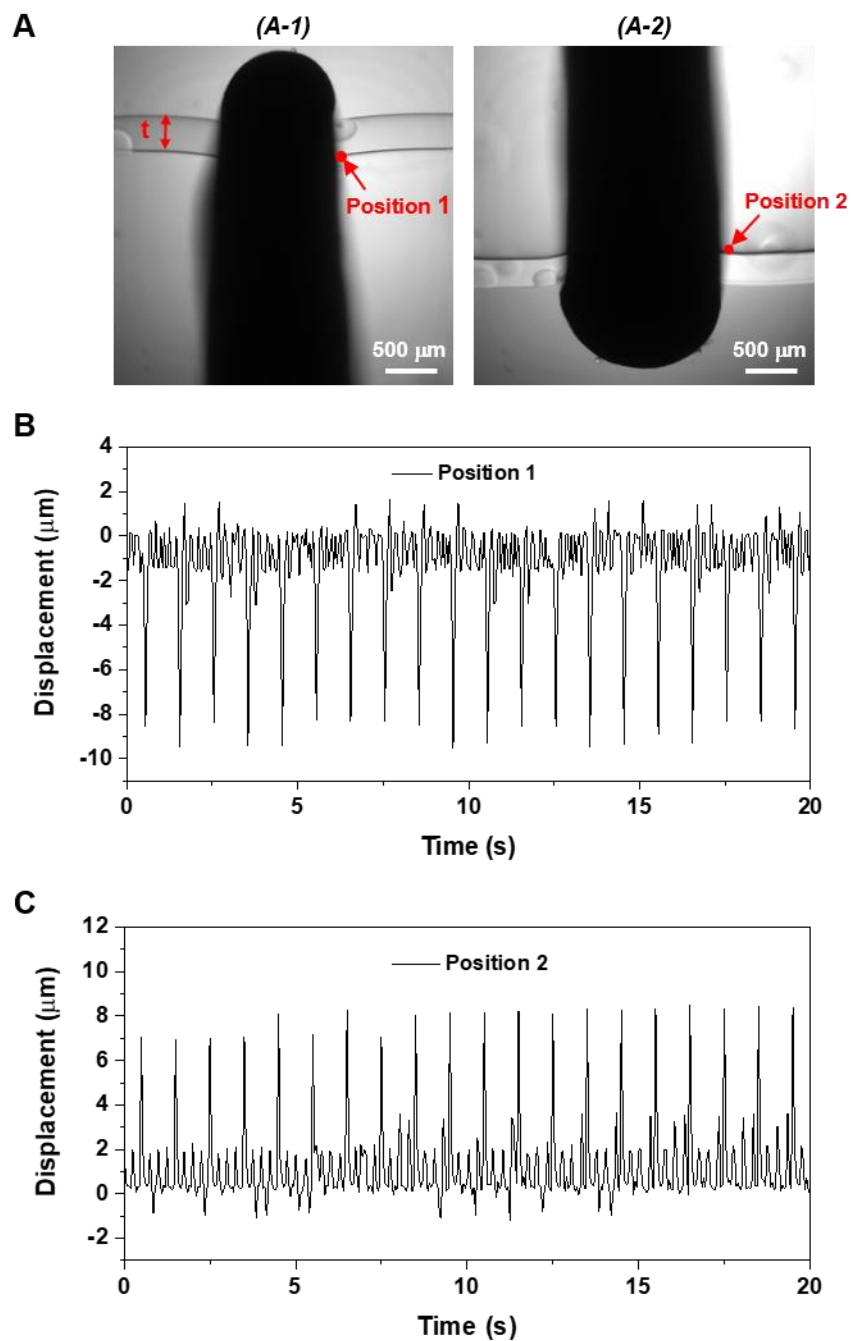 A
(A-1)
(A-2)
t
Position 1
Position 2
500 μm
500 μm
B
4
2
0
-2
-4
-6
-8
-10
Displacement (μm)
Position 1
0
5
10
15
20
Time (s)
C
12
10
8
6
4
2
0
-2
Displacement (μm)
Position 2
0
5
10
15
20
Time (s)